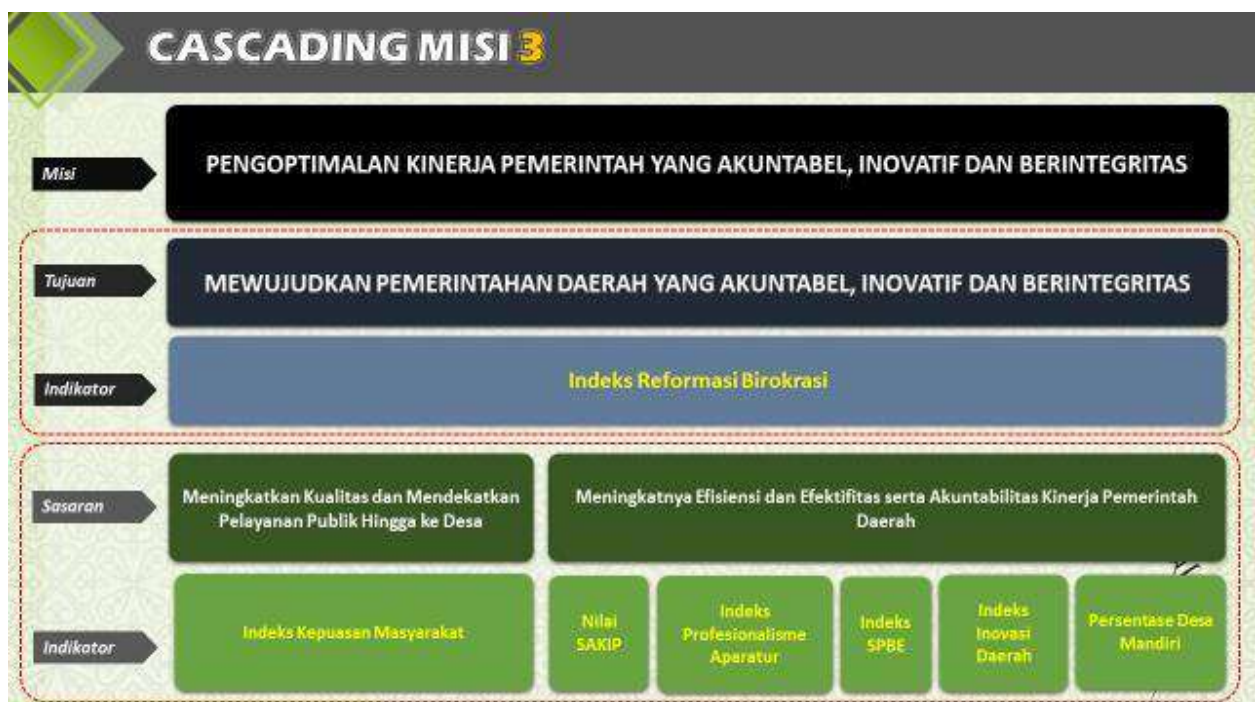 CASCADING MISI 3
Misi
PENGOPTIMALAN KINERJA PEMERINTAH YANG AKUNTABEL, INOVATIF DAN BERINTEGRITAS
Tujuan
MEWUJUDKAN PEMERINTAHAN DAERAH YANG AKUNTABEL, INOVATIF DAN BERINTEGRITAS
Indikator
Indeks Reformasi Birokrasi
Sasaran
Meningkatkan Kualitas dan Mendekatkan
Pelayanan Publik Hingga ke Desa
Meningkatnya Efisiensi dan Efektifitas serta Akuntabilitas Kinerja Pemerintah
Daerah
Indikator
Indeks Kepuasan Masyarakat
Nilai
SAKIP
Indeks
Profesionalisme
Aparatur
Indeks
SPBE
Indeks
Inovasi
Daerah
Persentase Desa
Mandiri